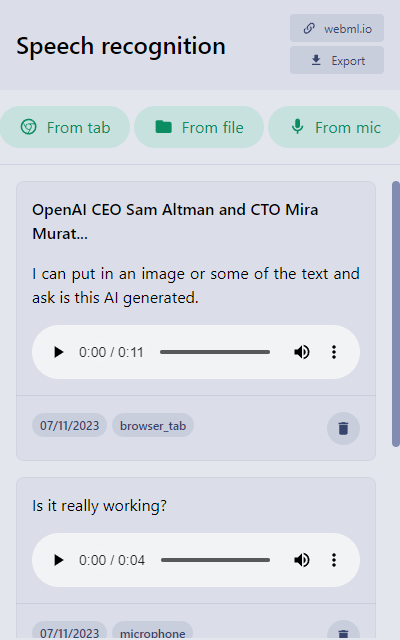 Speech recognition
webml.io
Export
From tab
From file
From mic
OpenAI CEO Sam Altman and CTO Mira
Murat...
I can put in an image or some of the text and
ask is this AI generated.
0:00 / 0:11
07/11/2023
browser_tab
Is it really working?
0:00 / 0:04
07/11/2023
microphone